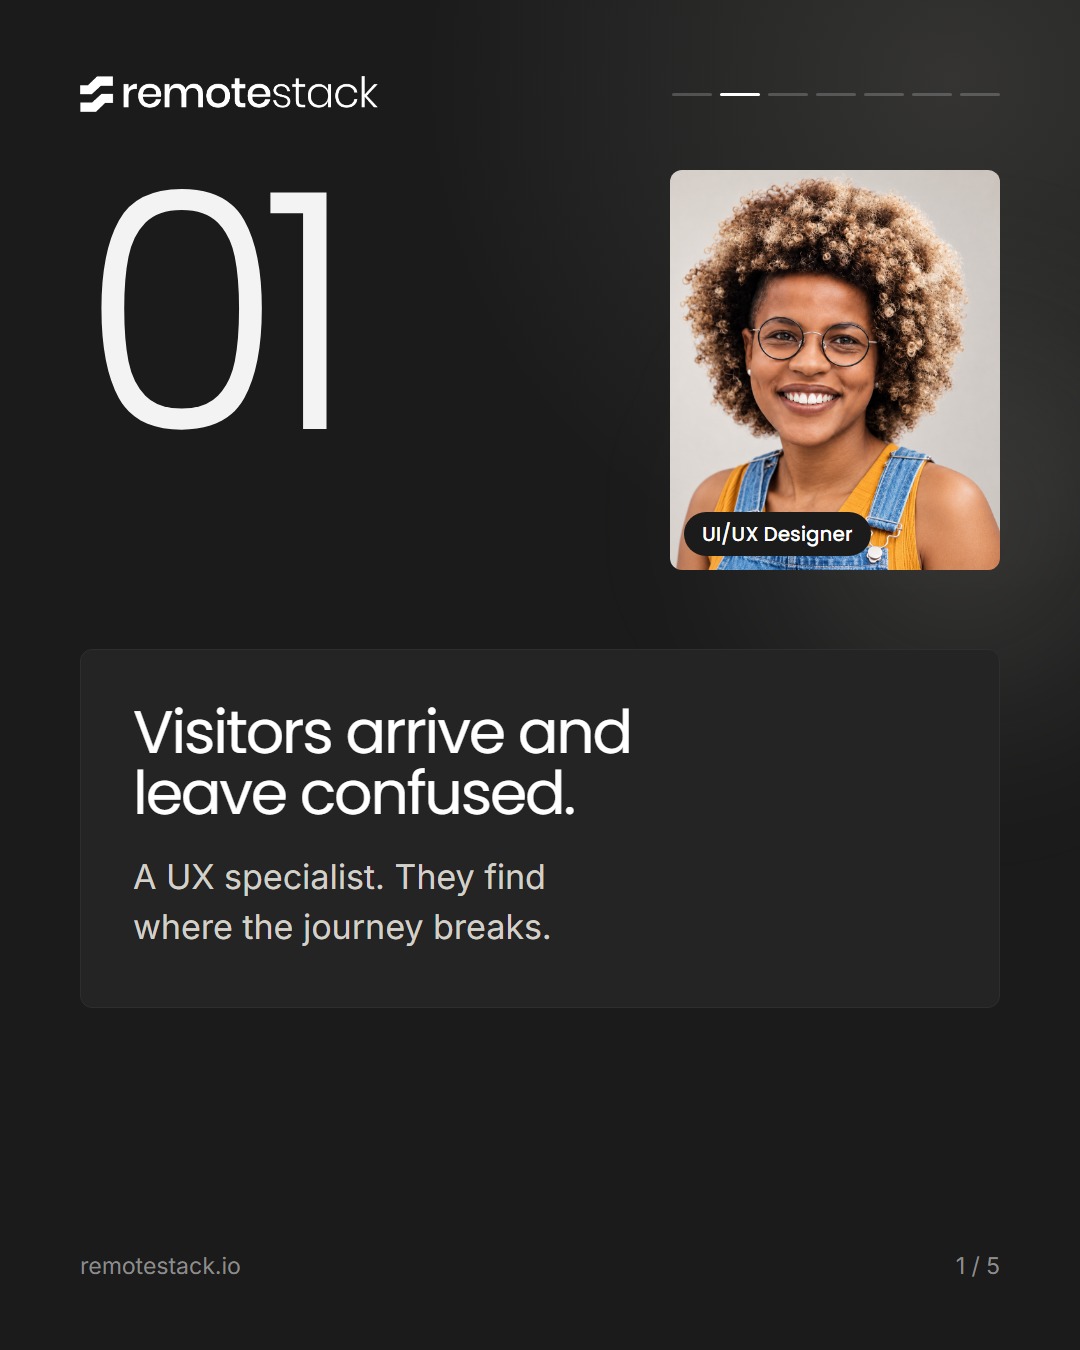 remotestack
01
UI/UX Designer
Visitors arrive and
leave confused.
A UX specialist. They find
where the journey breaks.
remotestack.io
1 / 5